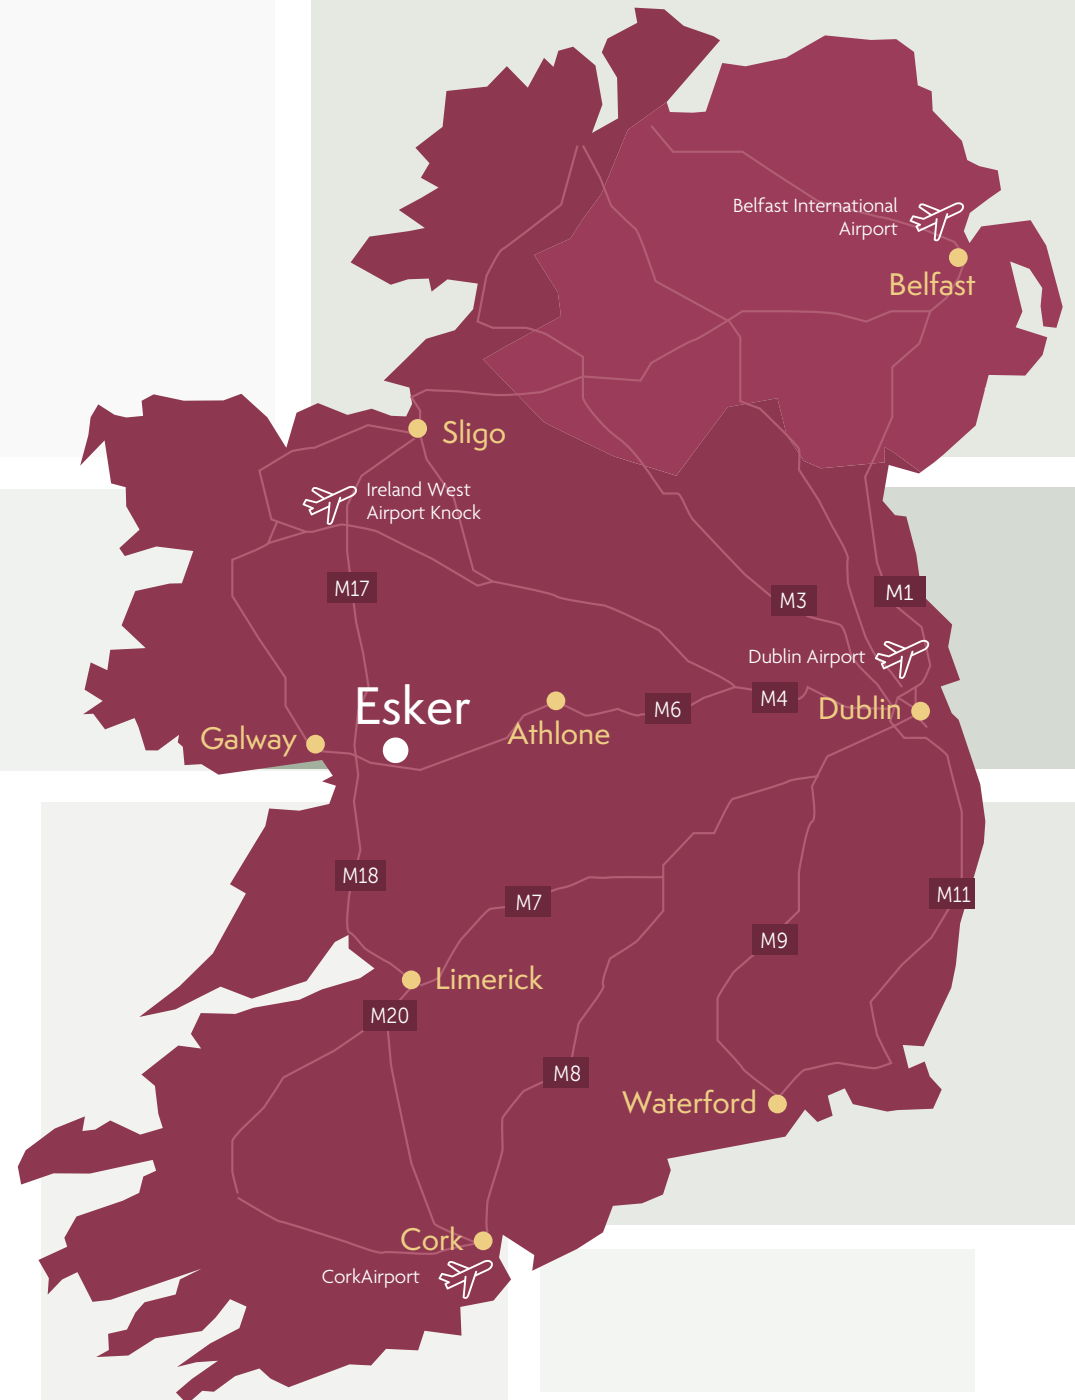 Belfast International
Airport
Belfast
Sligo
Ireland West
Airport Knock
M17
M3
M1
Dublin Airport
Esker
M4
M6
Dublin
Athlone
Galway
M18
M7
M11
M9
Limerick
M20
M8
Waterford
Cork
CorkAirport